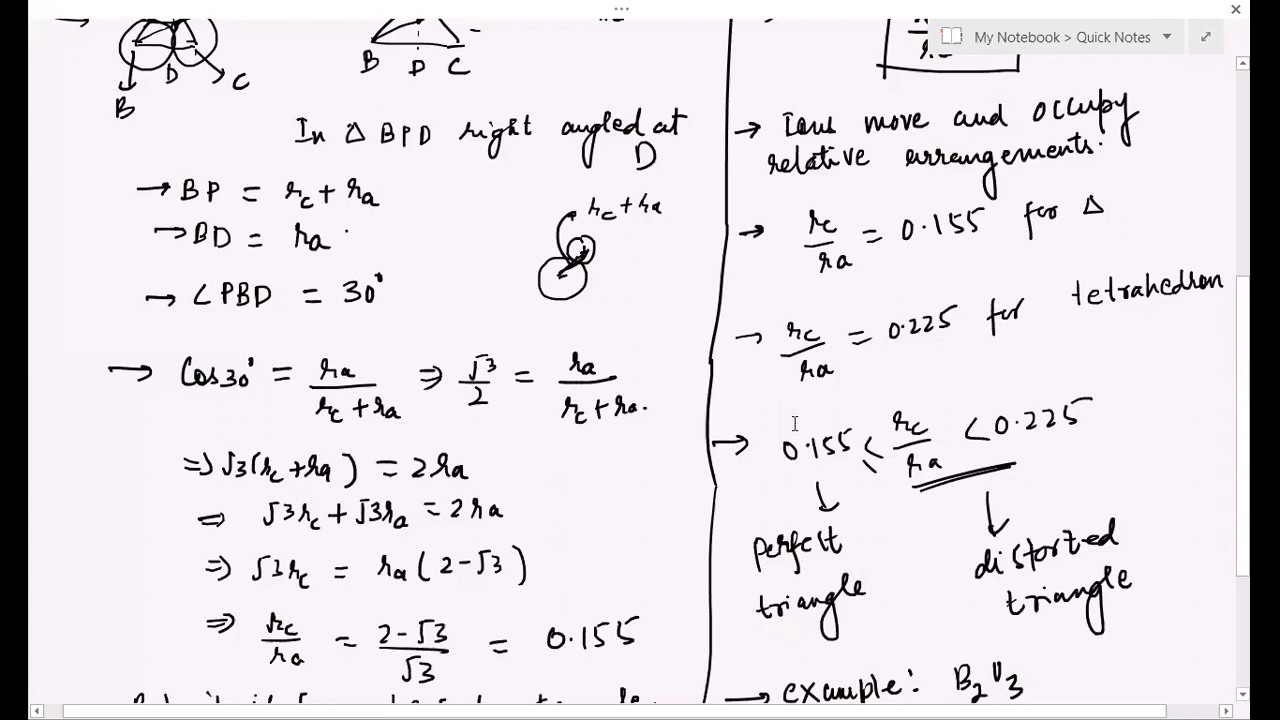 My Notebook > Quick Notes
B D C
B D C
In Δ BPD right angled at D
→ BP = rc + ra
→ BD = ra
rc + ra
→ ∠PBD = 30°
→ Cos30° = ra / rc + ra ⇒ √3 / 2 = ra / rc + ra.
⇒ √3(rc + ra) = 2ra
⇒ √3rc + √3ra = 2ra
⇒ √3rc = ra(2-√3)
⇒ rc / ra = 2-√3 / √3 = 0.155
→ Ions move and occupy
relative arrangements.
→ rc / ra = 0.155 for Δ
→ rc / ra = 0.225 for tetrahedron
→ 0.155 < rc / ra < 0.225
↓ perfect
triangle
↓ distorted
triangle
→ example: B2O3